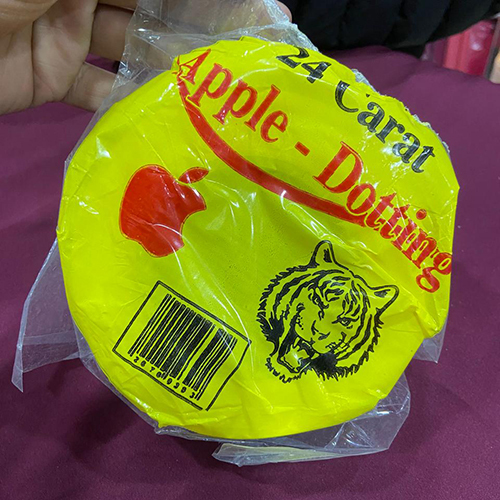 24 Carat
Apple - Dotting